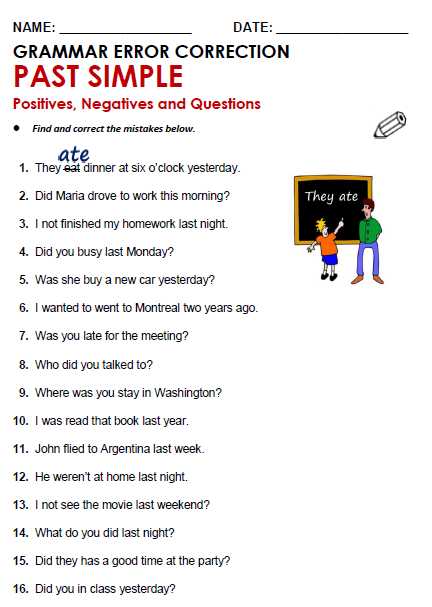 NAME: ____________________ DATE: ____________________
GRAMMAR ERROR CORRECTION
PAST SIMPLE
Positives, Negatives and Questions
● Find and correct the mistakes below.
ate
1. They eat dinner at six o'clock yesterday.
They ate
2. Did Maria drove to work this morning?
3. I not finished my homework last night.
4. Did you busy last Monday?
5. Was she buy a new car yesterday?
6. I wanted to went to Montreal two years ago.
7. Was you late for the meeting?
8. Who did you talked to?
9. Where was you stay in Washington?
10. I was read that book last year.
11. John flied to Argentina last week.
12. He weren't at home last night.
13. I not see the movie last weekend?
14. What do you did last night?
15. Did they has a good time at the party?
16. Did you in class yesterday?